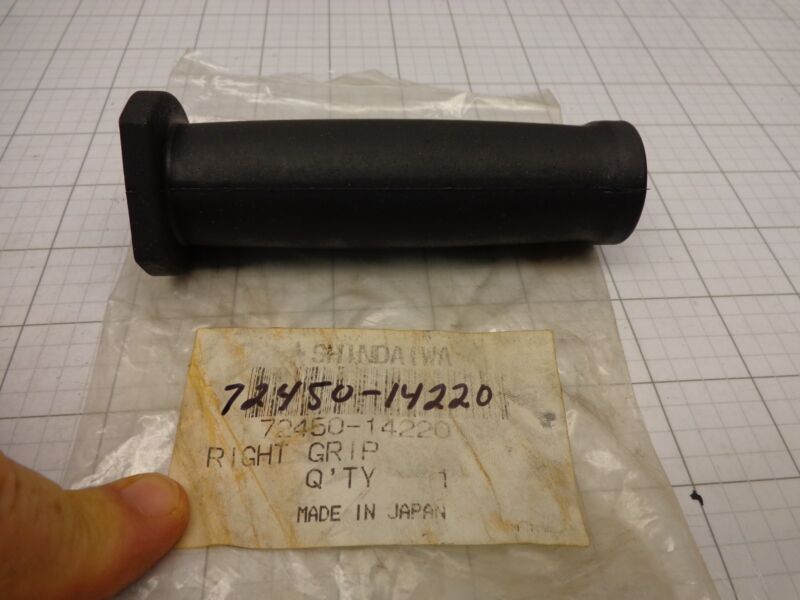 SHINDAIWA
72450-14220
72450-14220
RIGHT GRIP
Q'TY 1
MADE IN JAPAN